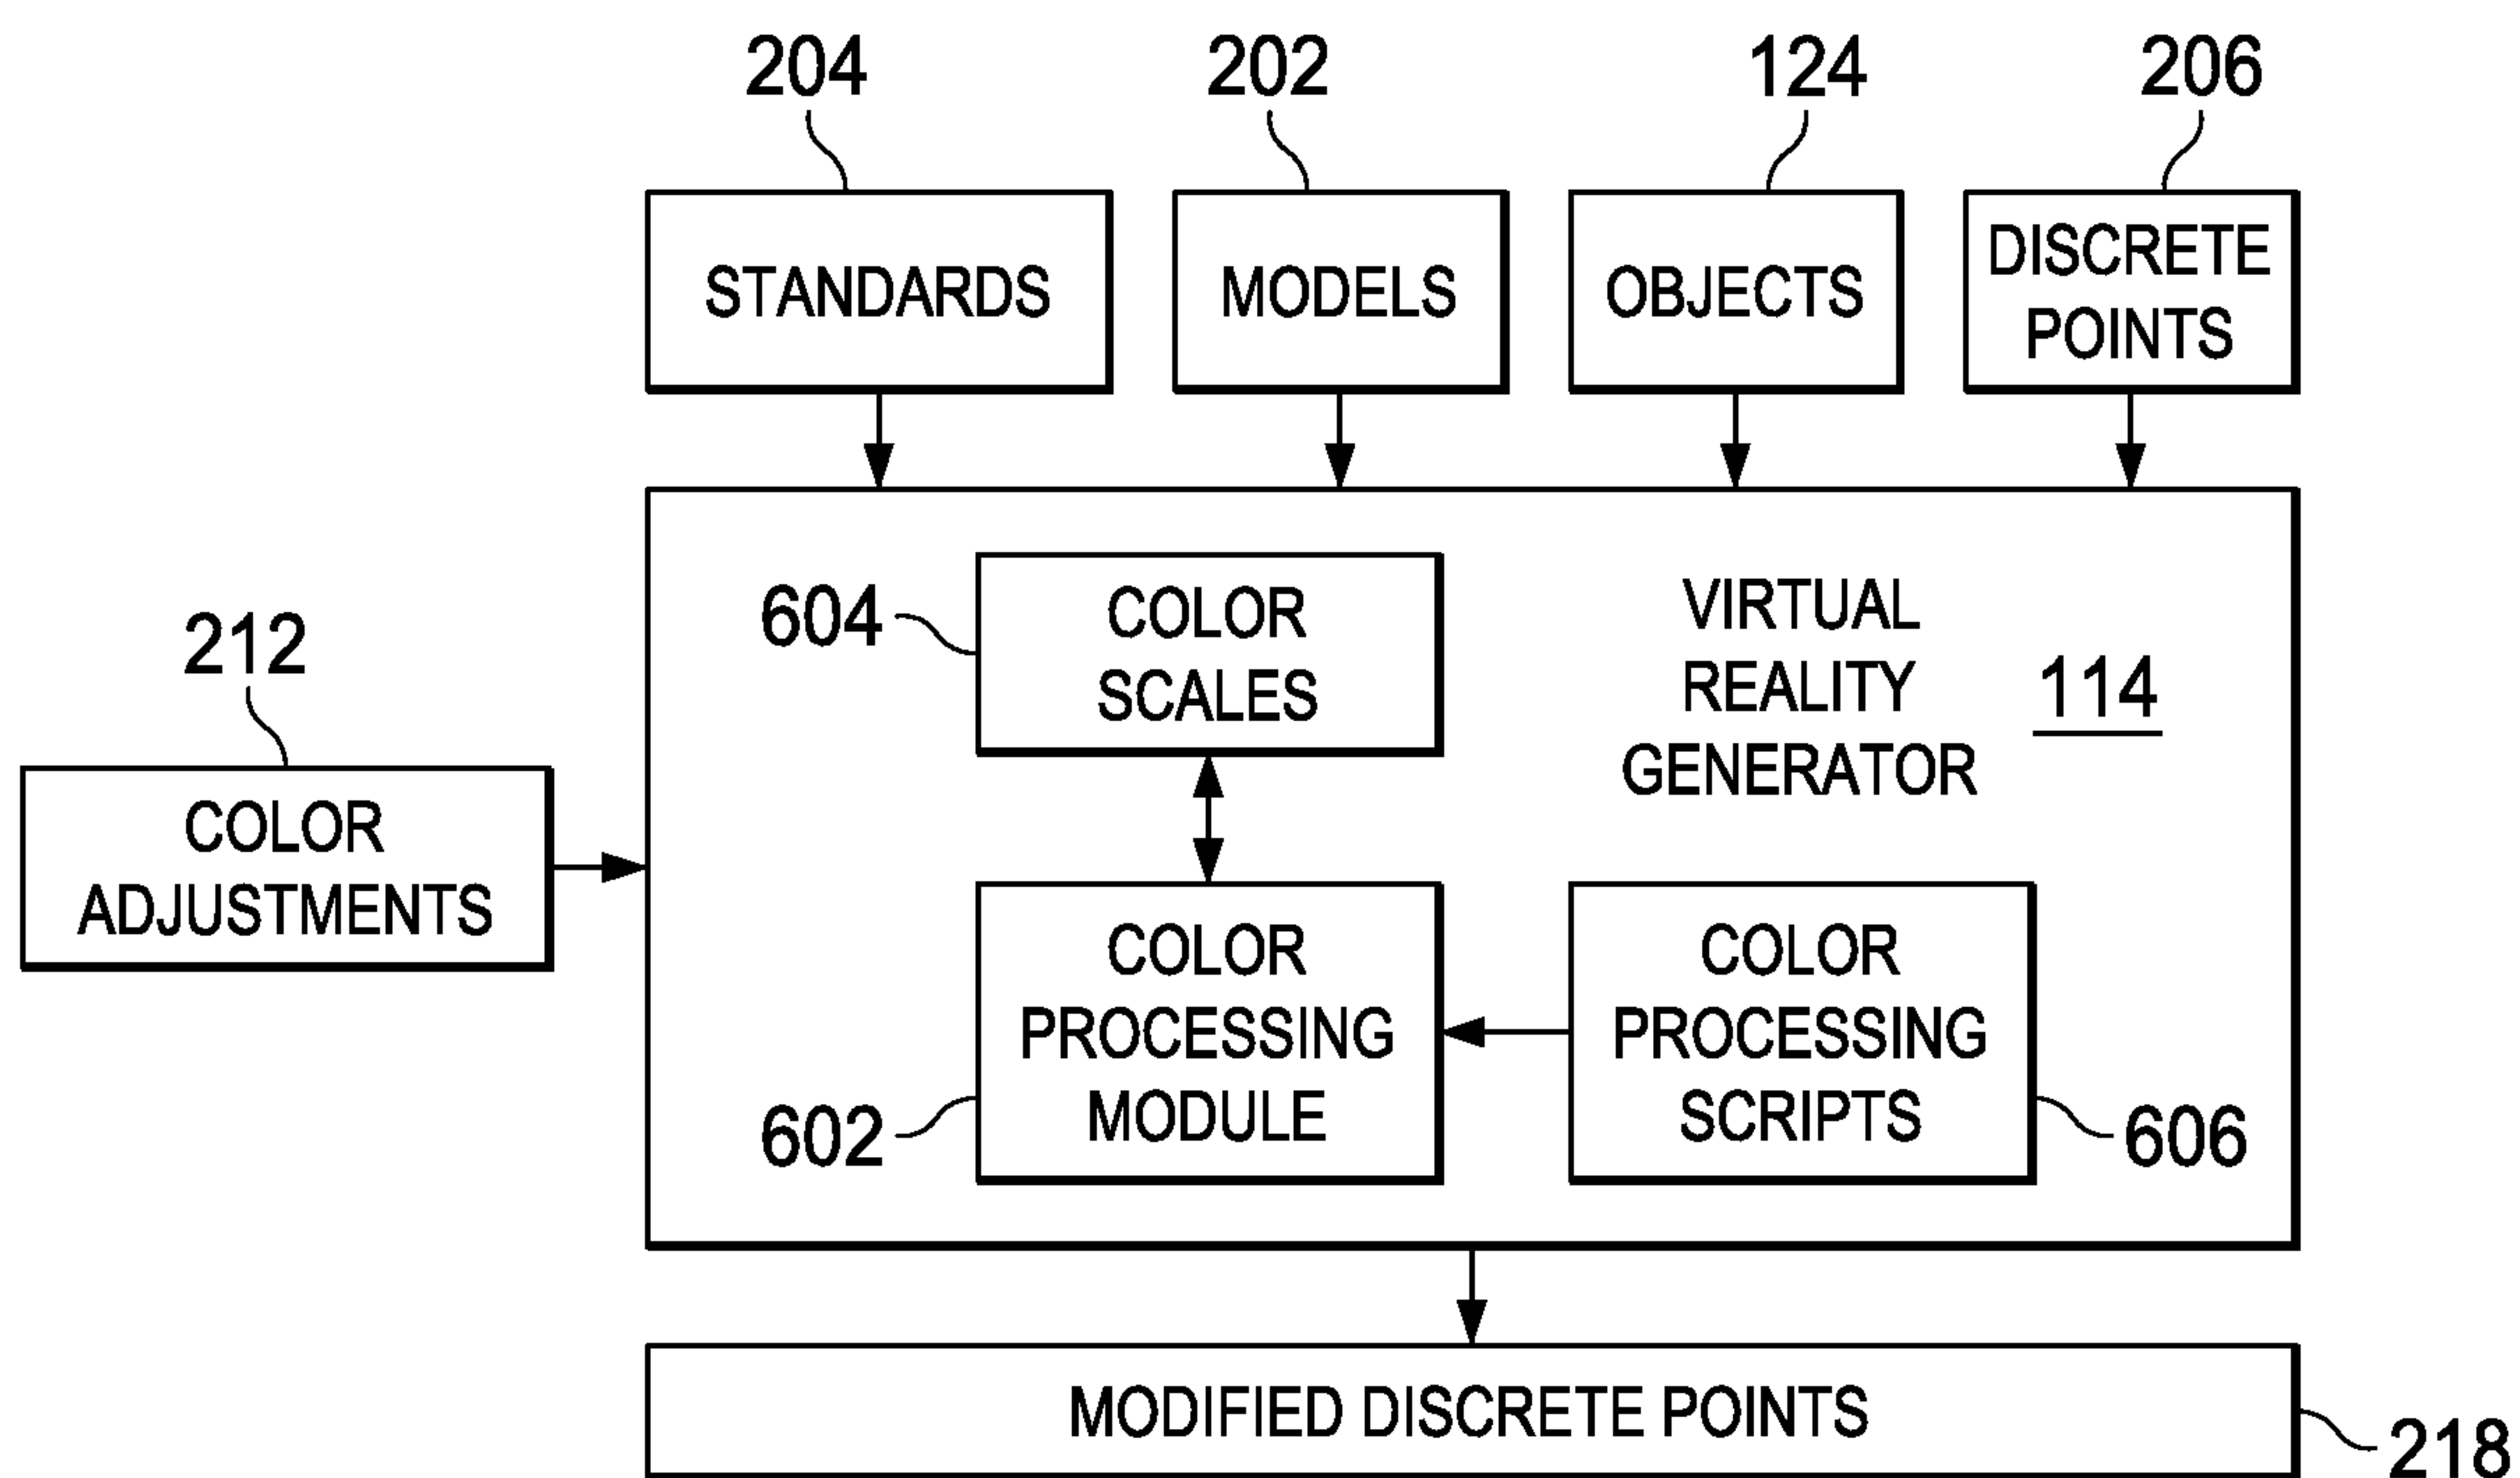 204
202
124
206
STANDARDS
MODELS
OBJECTS
DISCRETE
POINTS
212
COLOR
ADJUSTMENTS
604
COLOR
SCALES
VIRTUAL
REALITY
GENERATOR
114
602
COLOR
PROCESSING
MODULE
COLOR
PROCESSING
SCRIPTS
606
MODIFIED DISCRETE POINTS
218